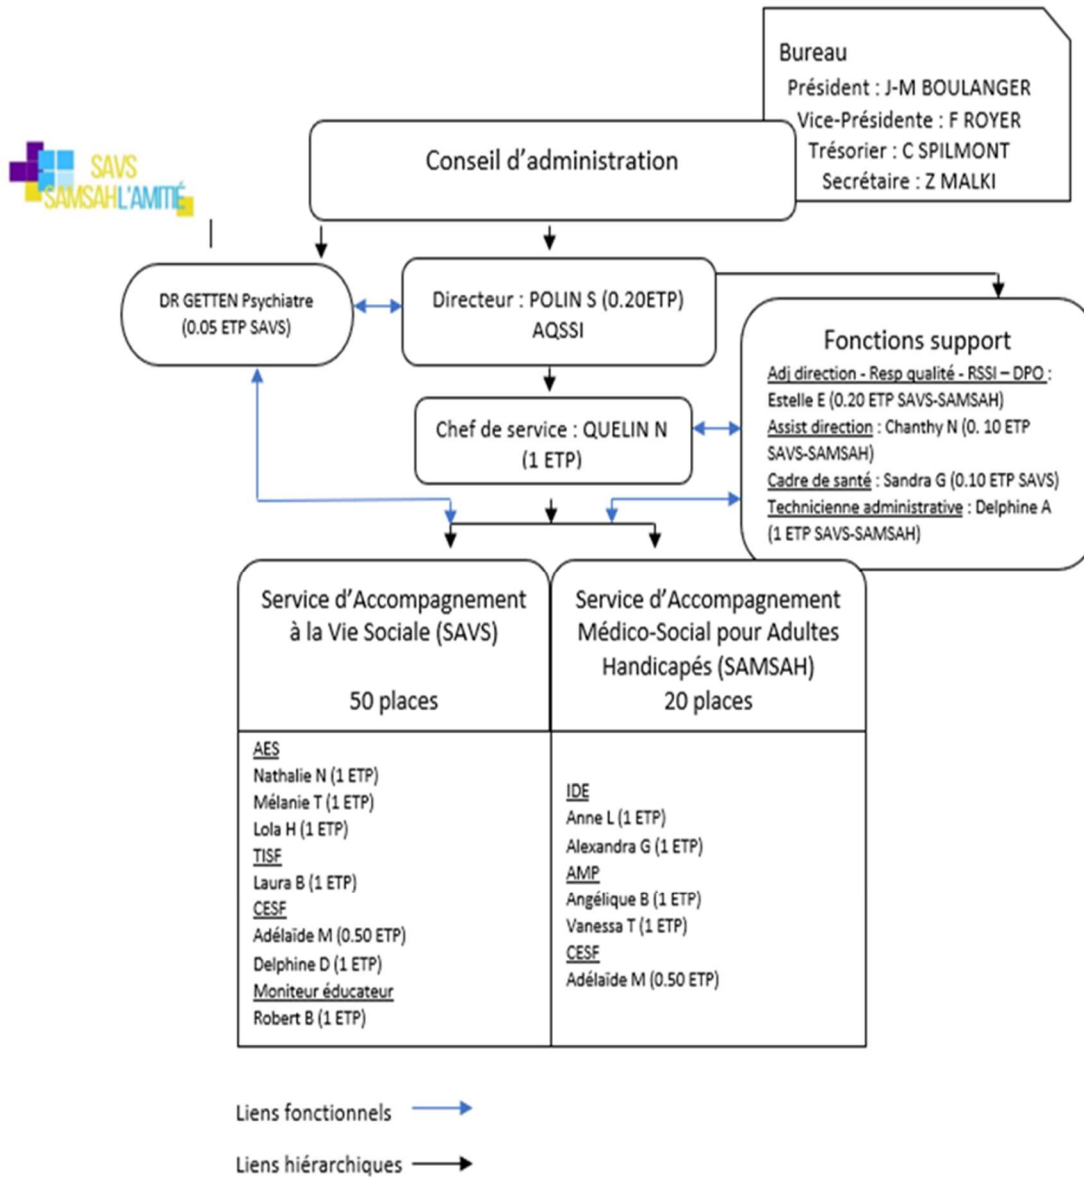 Bureau
Président : J-M BOULANGER
Vice-Présidente : F ROYER
Trésorier : C SPILMONT
Secrétaire : Z MALKI
Conseil d’administration
SAVS
SAMSAH L'AMITIÉ
DR GETTEN Psychiatre
(0.05 ETP SAVS)
Directeur : POLIN S (0.20ETP)
AQSSI
Fonctions support
Adj direction - Resp qualité - RSSI – DPO :
Estelle E (0.20 ETP SAVS-SAMSAH)
Assist direction : Chanthy N (0. 10 ETP
SAVS-SAMSAH)
Cadre de santé : Sandra G (0.10 ETP SAVS)
Technicienne administrative : Delphine A
(1 ETP SAVS-SAMSAH)
Chef de service : QUELIN N
(1 ETP)
Service d’Accompagnement
à la Vie Sociale (SAVS)
50 places
Service d’Accompagnement
Médico-Social pour Adultes
Handicapés (SAMSAH)
20 places
AES
Nathalie N (1 ETP)
Mélanie T (1 ETP)
Lola H (1 ETP)
TISF
Laura B (1 ETP)
CESF
Adélaïde M (0.50 ETP)
Delphine D (1 ETP)
Moniteur éducateur
Robert B (1 ETP)
IDE
Anne L (1 ETP)
Alexandra G (1 ETP)
AMP
Angélique B (1 ETP)
Vanessa T (1 ETP)
CESF
Adélaïde M (0.50 ETP)
Liens fonctionnels
Liens hiérarchiques